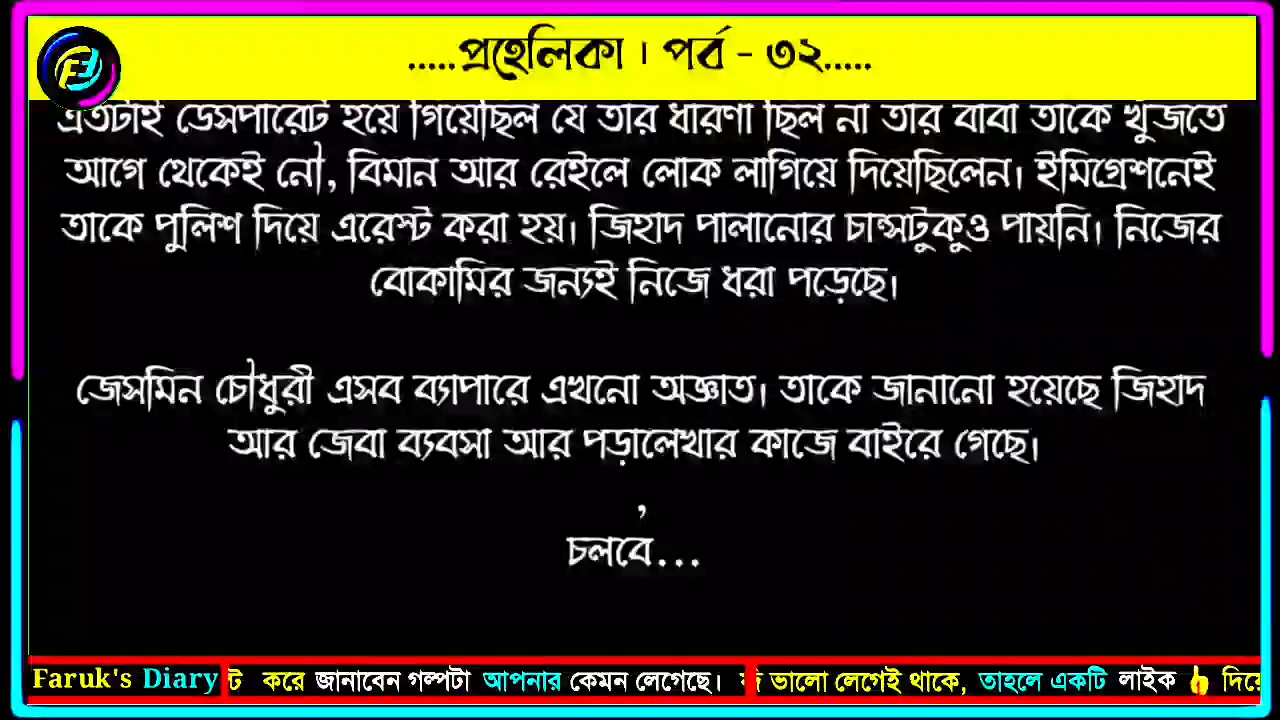 .....প্রহেলিকা । পর্ব - ৩২.....
এতটাই ডেসপারেট হয়ে গিয়েছিল যে তার ধারণা ছিল না তার বাবা তাকে খুঁজতে
আগে থেকেই নৌ, বিমান আর রেইলে লোক লাগিয়ে দিয়েছিলেন। ইমিগ্রেশনেই
তাকে পুলিশ দিয়ে এরেস্ট করা হয়। জিহাদ পালানোর চান্সটুকুও পায়নি। নিজের
বোকামির জন্যই নিজে ধরা পড়েছে।
জেসমিন চৌধুরী এসব ব্যাপারে এখনো অজ্ঞাত। তাকে জানানো হয়েছে জিহাদ
আর জেবা ব্যবসা আর পড়ালেখার কাজে বাইরে গেছে।
,
চলবে...
Faruk's Diary করে জানাবেন গল্পটা আপনার কেমন লেগেছে। ভালো লেগেই থাকে, তাহলে একটি লাইক 👍 দিয়ে